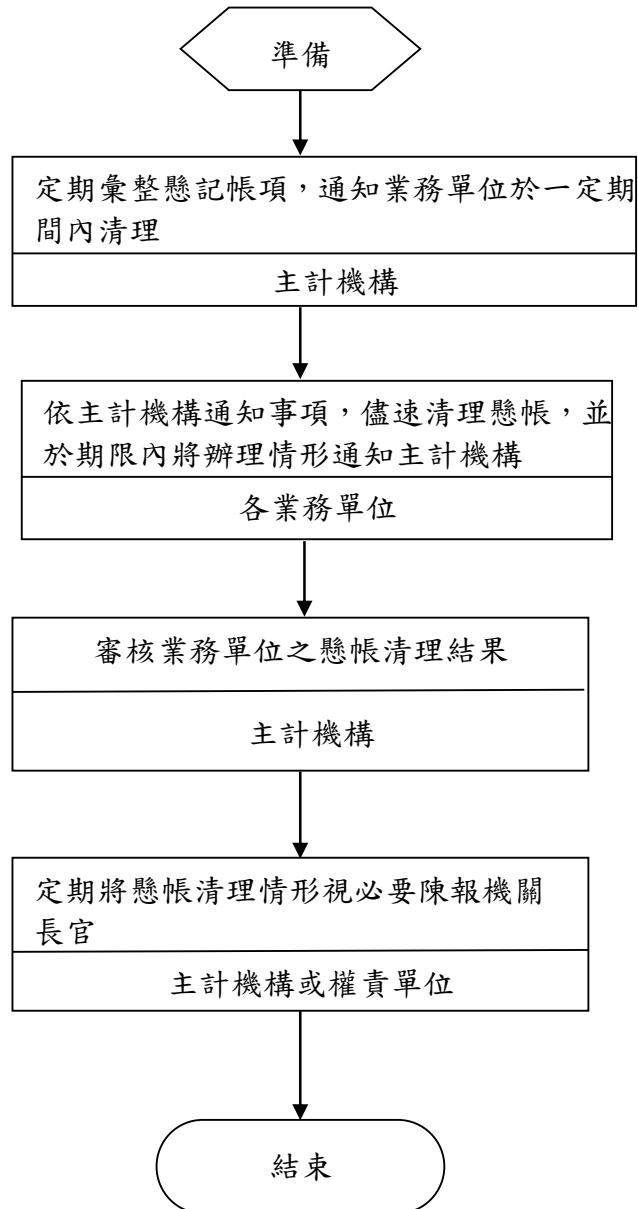 準備
定期彙整懸記帳項，通知業務單位於一定期
間內清理
主計機構
依主計機構通知事項，儘速清理懸帳，並
於期限內將辦理情形通知主計機構
各業務單位
審核業務單位之懸帳清理結果
主計機構
定期將懸帳清理情形視必要陳報機關
長官
主計機構或權責單位
結束